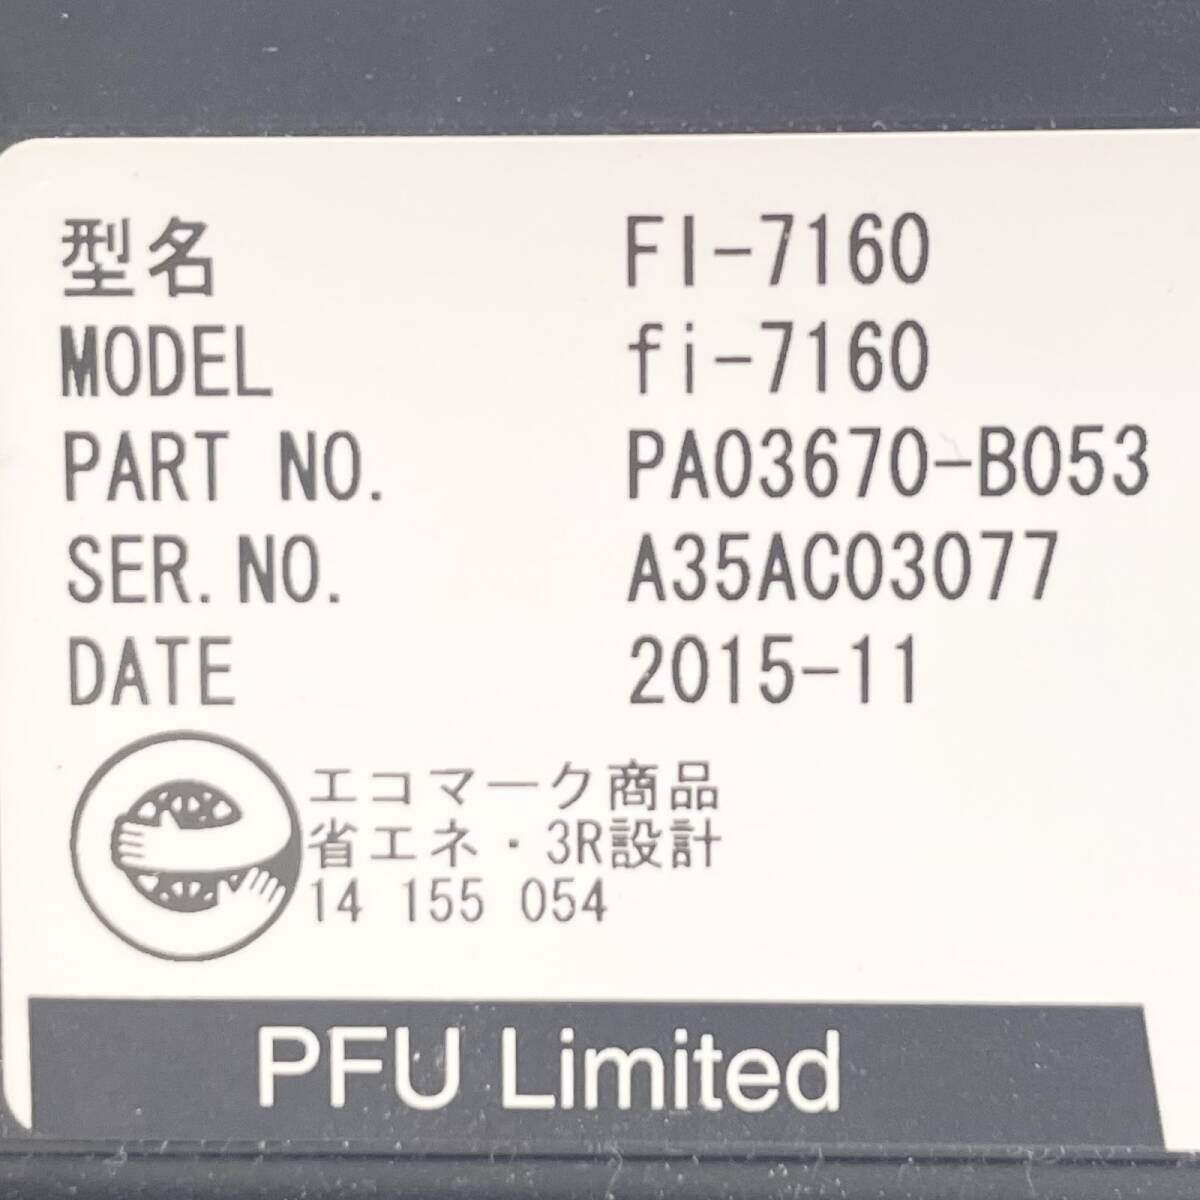 型名 FI-7160
MODEL fi-7160
PART NO. PA03670-B053
SER.NO. A35AC03077
DATE 2015-11
エコマーク商品
省エネ・3R設計
14 155 054
PFU Limited